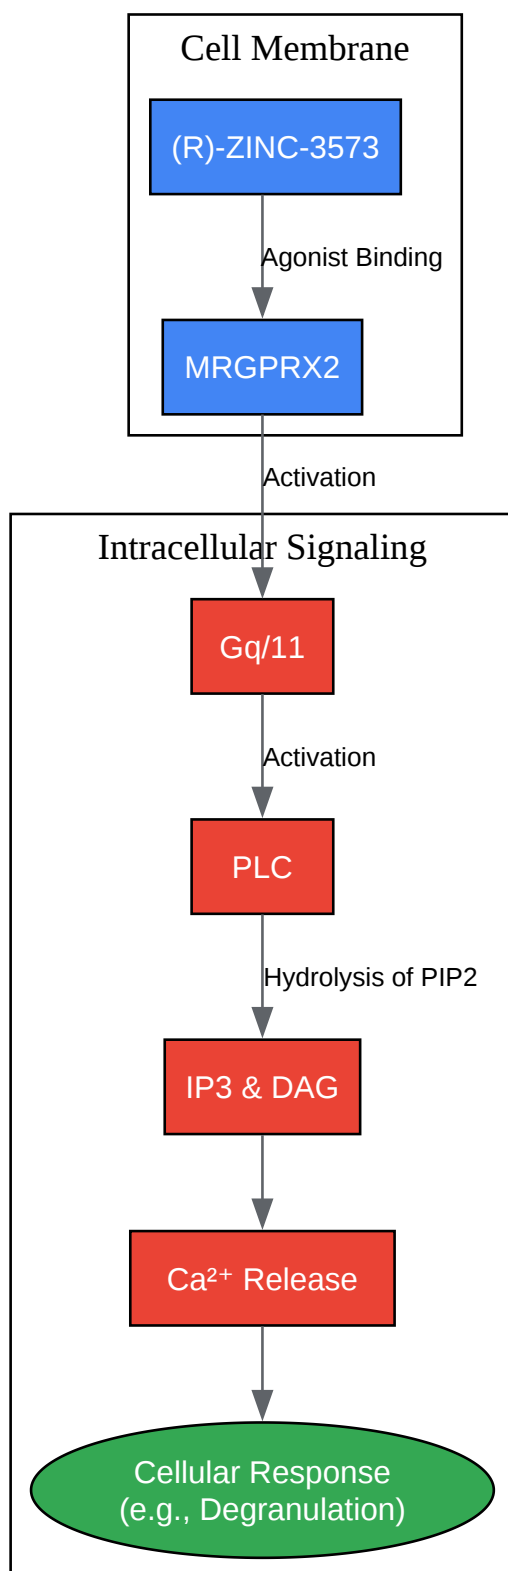 Cell Membrane
(R)-ZINC-3573
Agonist Binding
MRGPRX2
Activation
Intracellular Signaling
Gq/11
Activation
PLC
Hydrolysis of PIP2
IP3 & DAG
Ca²⁺ Release
Cellular Response
(e.g., Degranulation)